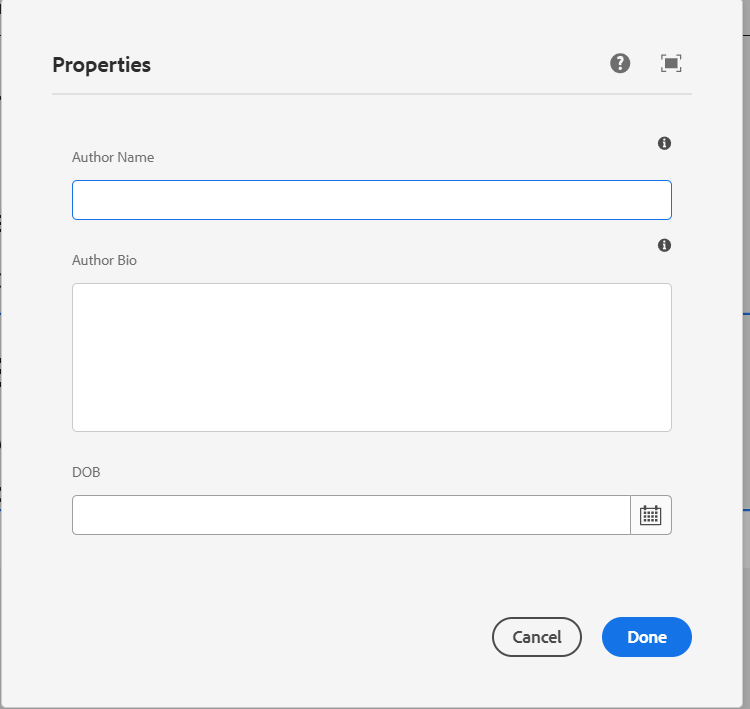 Properties
Author Name
Author Bio
DOB
Cancel
Done